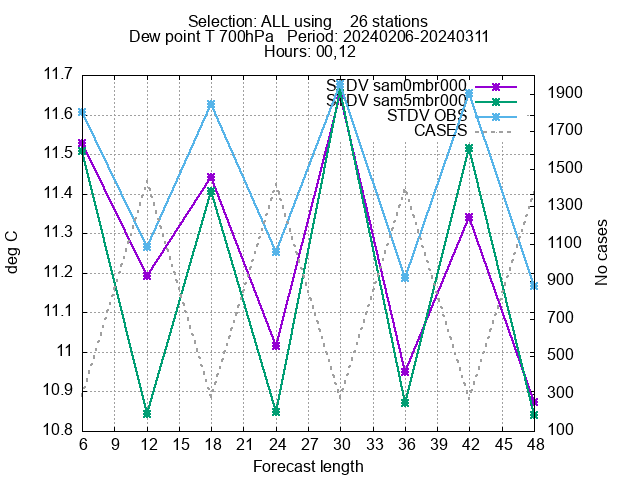 Selection: ALL using    26 stations
Dew point T 700hPa   Period: 20240206-20240311
Hours: 00,12
11.7
11.6
11.5
11.4
11.3
11.2
11.1
11
10.9
10.8
deg C
STDV sam0mbr000
STDV sam5mbr000
STDV OBS
CASES
1900
1700
1500
1300
1100
900
700
500
300
100
No cases
6 9 12 15 18 21 24 27 30 33 36 39 42 45 48
Forecast length